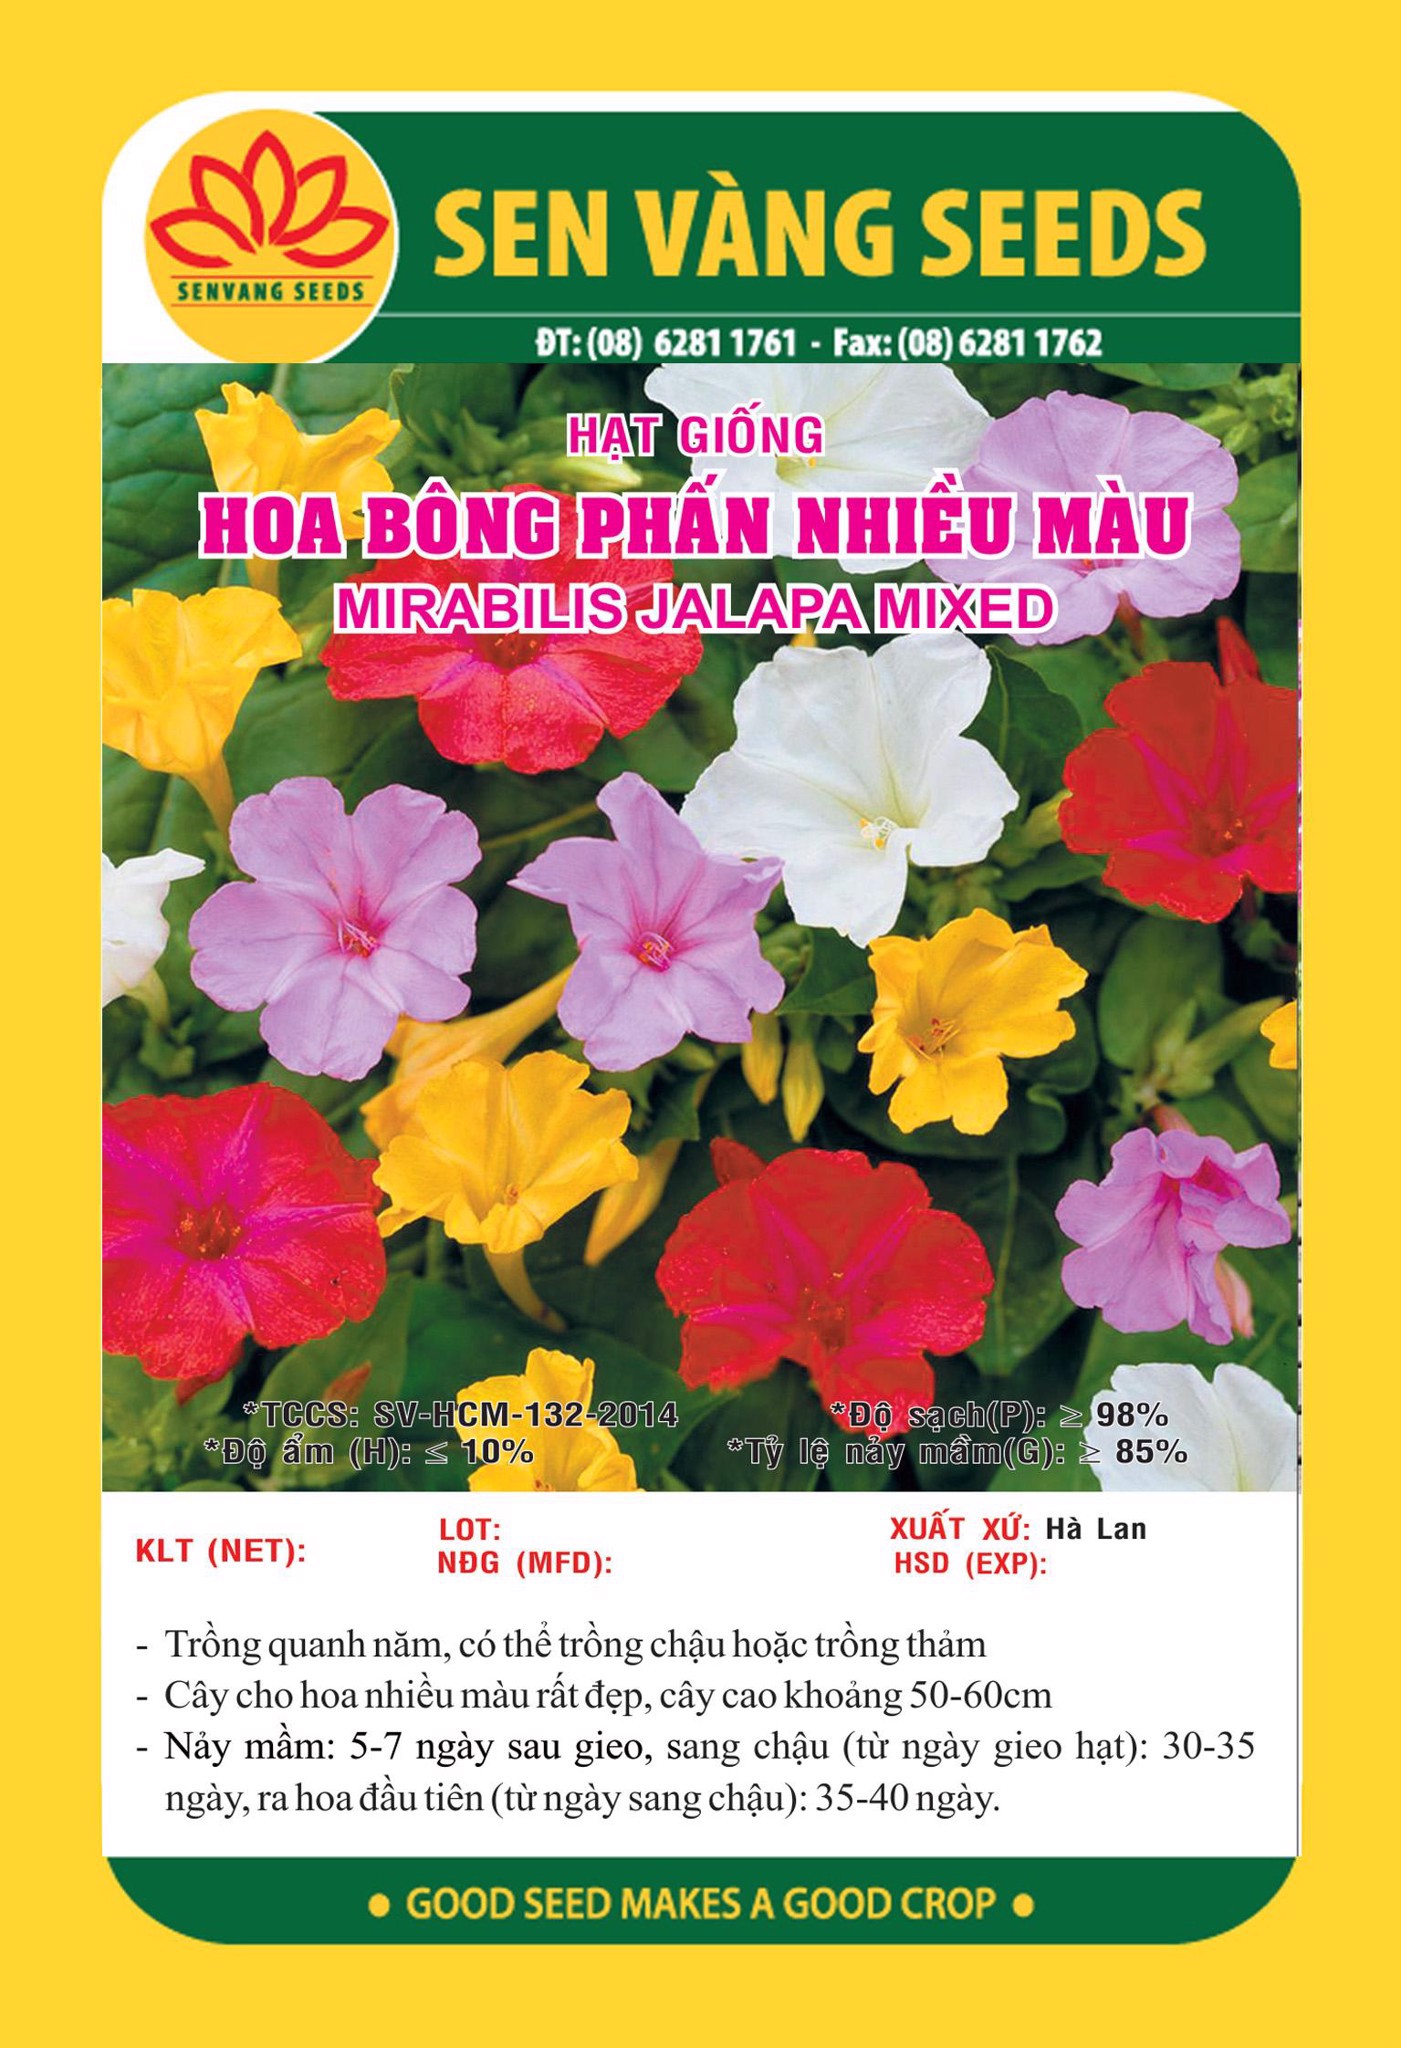 SENVANG SEEDS
SEN VÀNG SEEDS
ĐT: (08) 6281 1761 - Fax: (08) 6281 1762
HẠT GIỐNG
HOA BÔNG PHẤN NHIỀU MÀU
MIRABILIS JALAPA MIXED
*TCCS: SV-HCM-132-2014
*Độ sạch(P): ≥ 98%
*Độ ẩm (H): ≤ 10%
*Tỷ lệ nảy mầm(G): ≥ 85%
KLT (NET):
LOT:
NĐG (MFD):
XUẤT XỨ: Hà Lan
HSD (EXP):
- Trồng quanh năm, có thể trồng chậu hoặc trồng thảm
- Cây cho hoa nhiều màu rất đẹp, cây cao khoảng 50-60cm
- Nảy mầm: 5-7 ngày sau gieo, sang chậu (từ ngày gieo hạt): 30-35
ngày, ra hoa đầu tiên (từ ngày sang chậu): 35-40 ngày.
• GOOD SEED MAKES A GOOD CROP •